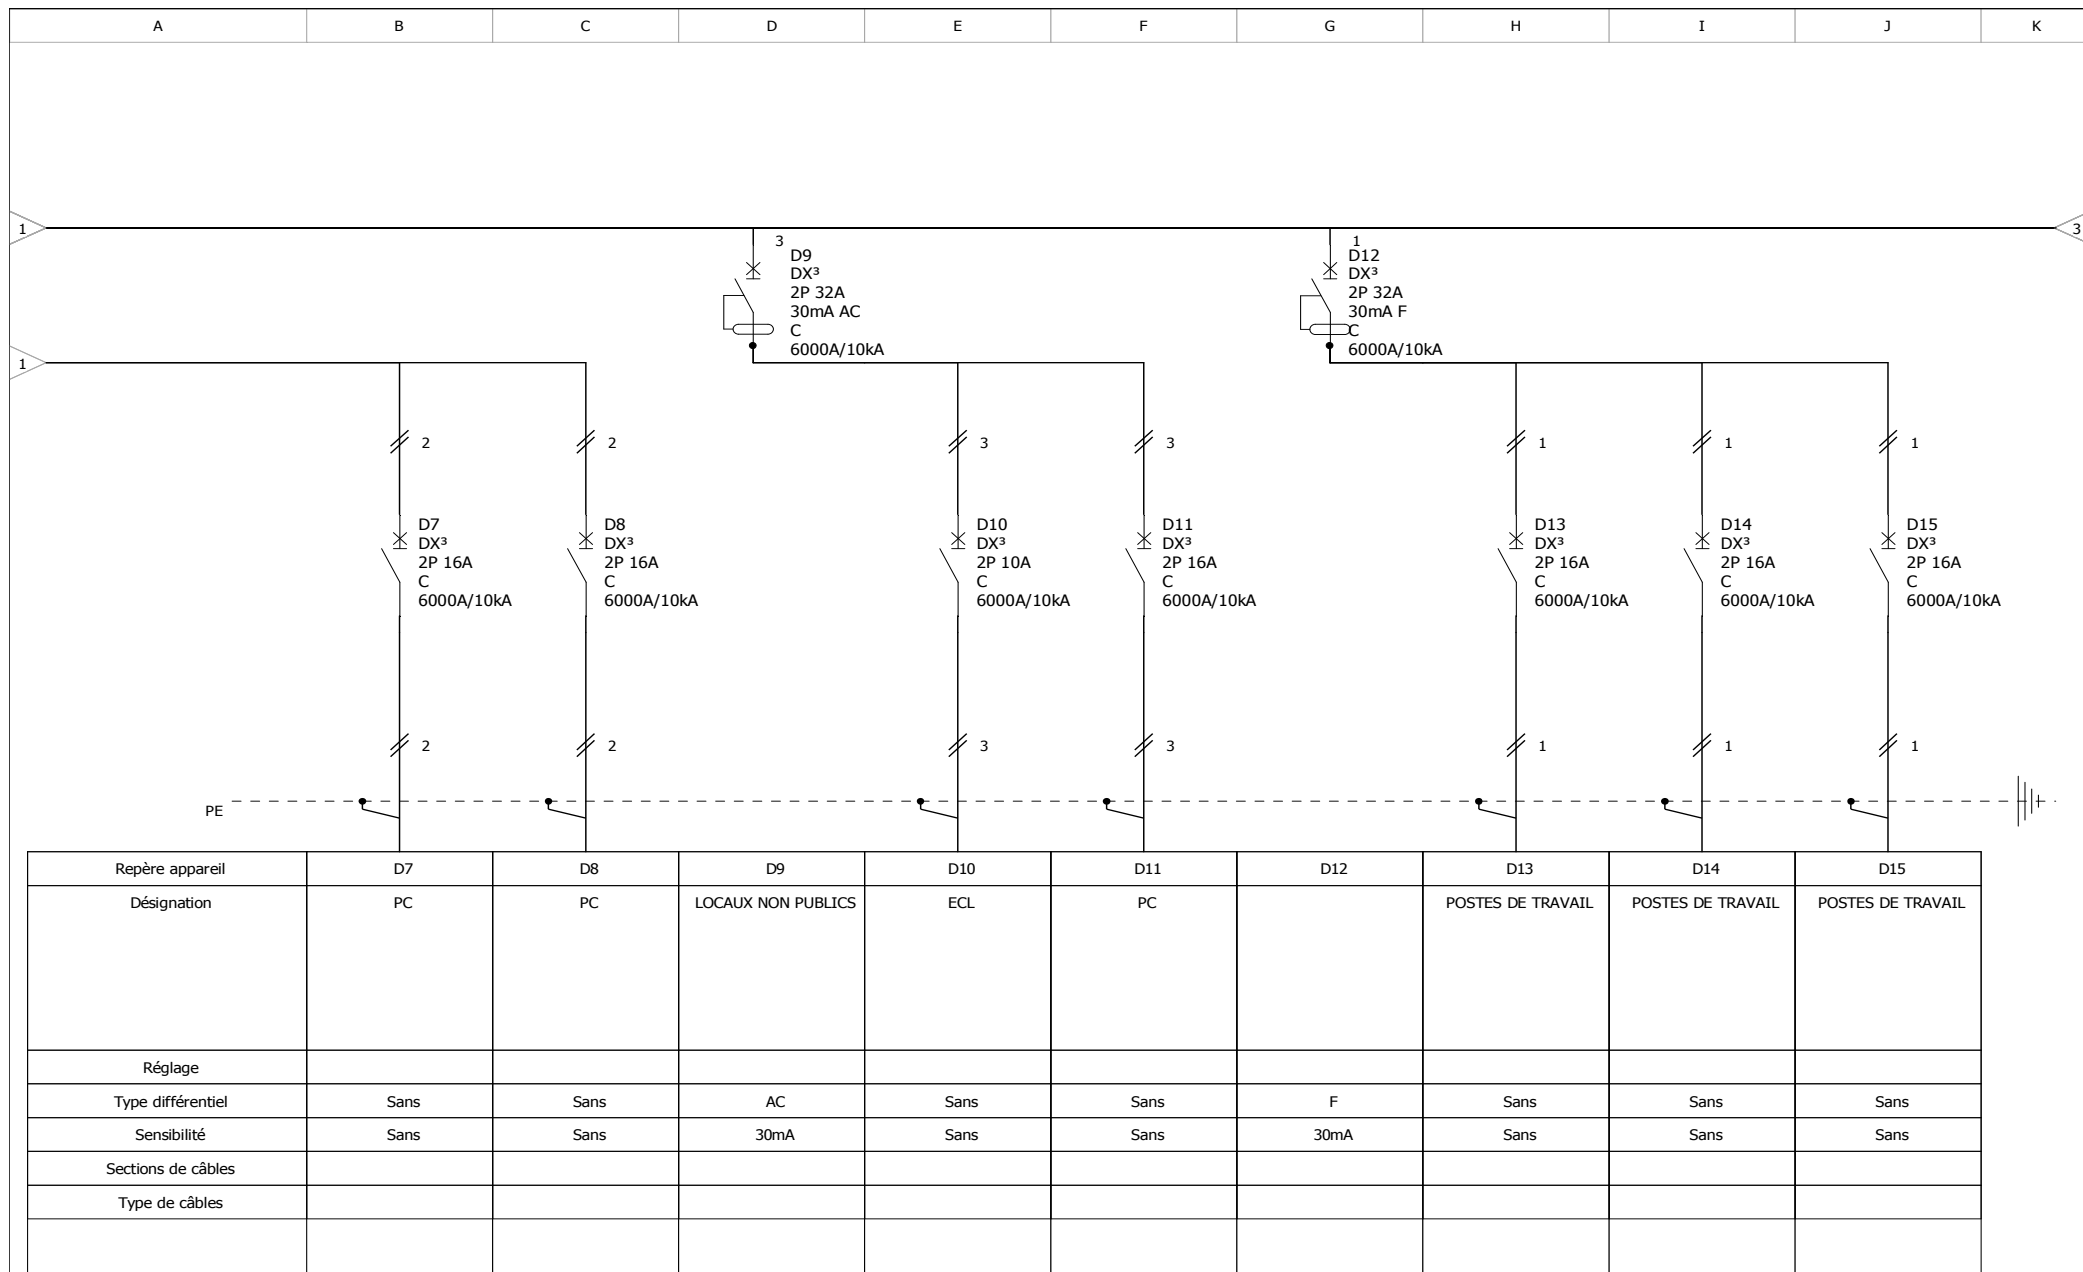 A B C D E F G H I J K
1 3
3 1
D9 D12
DX³ DX³
2P 32A 2P 32A
30mA AC 30mA F
C C
6000A/10kA 6000A/10kA
1
2 2 3 3 1 1 1
D7 D8 D10 D11 D13 D14 D15
DX³ DX³ DX³ DX³ DX³ DX³ DX³
2P 16A 2P 16A 2P 10A 2P 16A 2P 16A 2P 16A 2P 16A
C C C C C C C
6000A/10kA 6000A/10kA 6000A/10kA 6000A/10kA 6000A/10kA 6000A/10kA 6000A/10kA
2 2 3 3 1 1 1
PE
Repère appareil D7 D8 D9 D10 D11 D12 D13 D14 D15
Désignation PC PC LOCAUX NON PUBLICS ECL PC POSTES DE TRAVAIL POSTES DE TRAVAIL POSTES DE TRAVAIL
Réglage
Type différentiel Sans Sans AC Sans Sans F Sans Sans Sans
Sensibilité Sans Sans 30mA Sans Sans 30mA Sans Sans Sans
Sections de câbles
Type de câbles